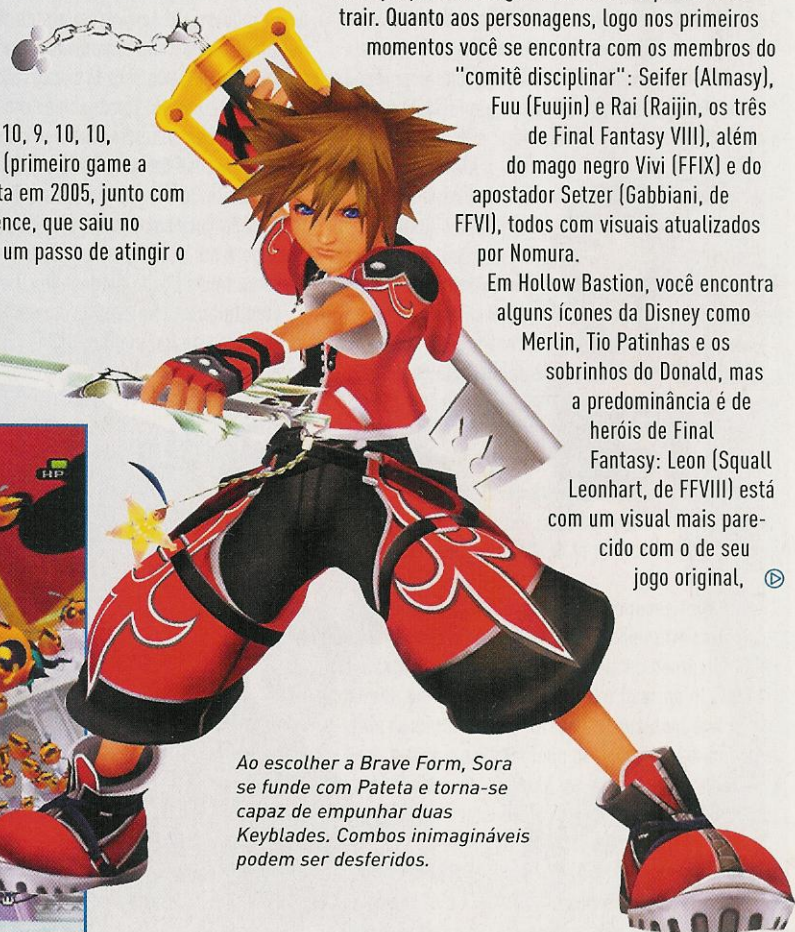 10, 9, 10, 10,
(primeiro game a
ta em 2005, junto com
ence, que saiu no
um passo de atingir o
trair. Quanto aos personagens, logo nos primeiros
momentos você se encontra com os membros do
"comitê disciplinar": Seifer (Almasy),
Fuu (Fuujin) e Rai (Raijin, os três
de Final Fantasy VIII), além
do mago negro Vivi (FFIX) e do
apostador Setzer (Gabbiani, de
FFVI), todos com visuais atualizados
por Nomura.
Em Hollow Bastion, você encontra
alguns ícones da Disney como
Merlin, Tio Patinhas e os
sobrinhos do Donald, mas
a predominância é de
heróis de Final
Fantasy: Leon (Squall
Leonhart, de FFVIII) está
com um visual mais pare-
cido com o de seu
jogo original,
HP
Ao escolher a Brave Form, Sora
se funde com Pateta e torna-se
capaz de empunhar duas
Keyblades. Combos inimagináveis
podem ser desferidos.